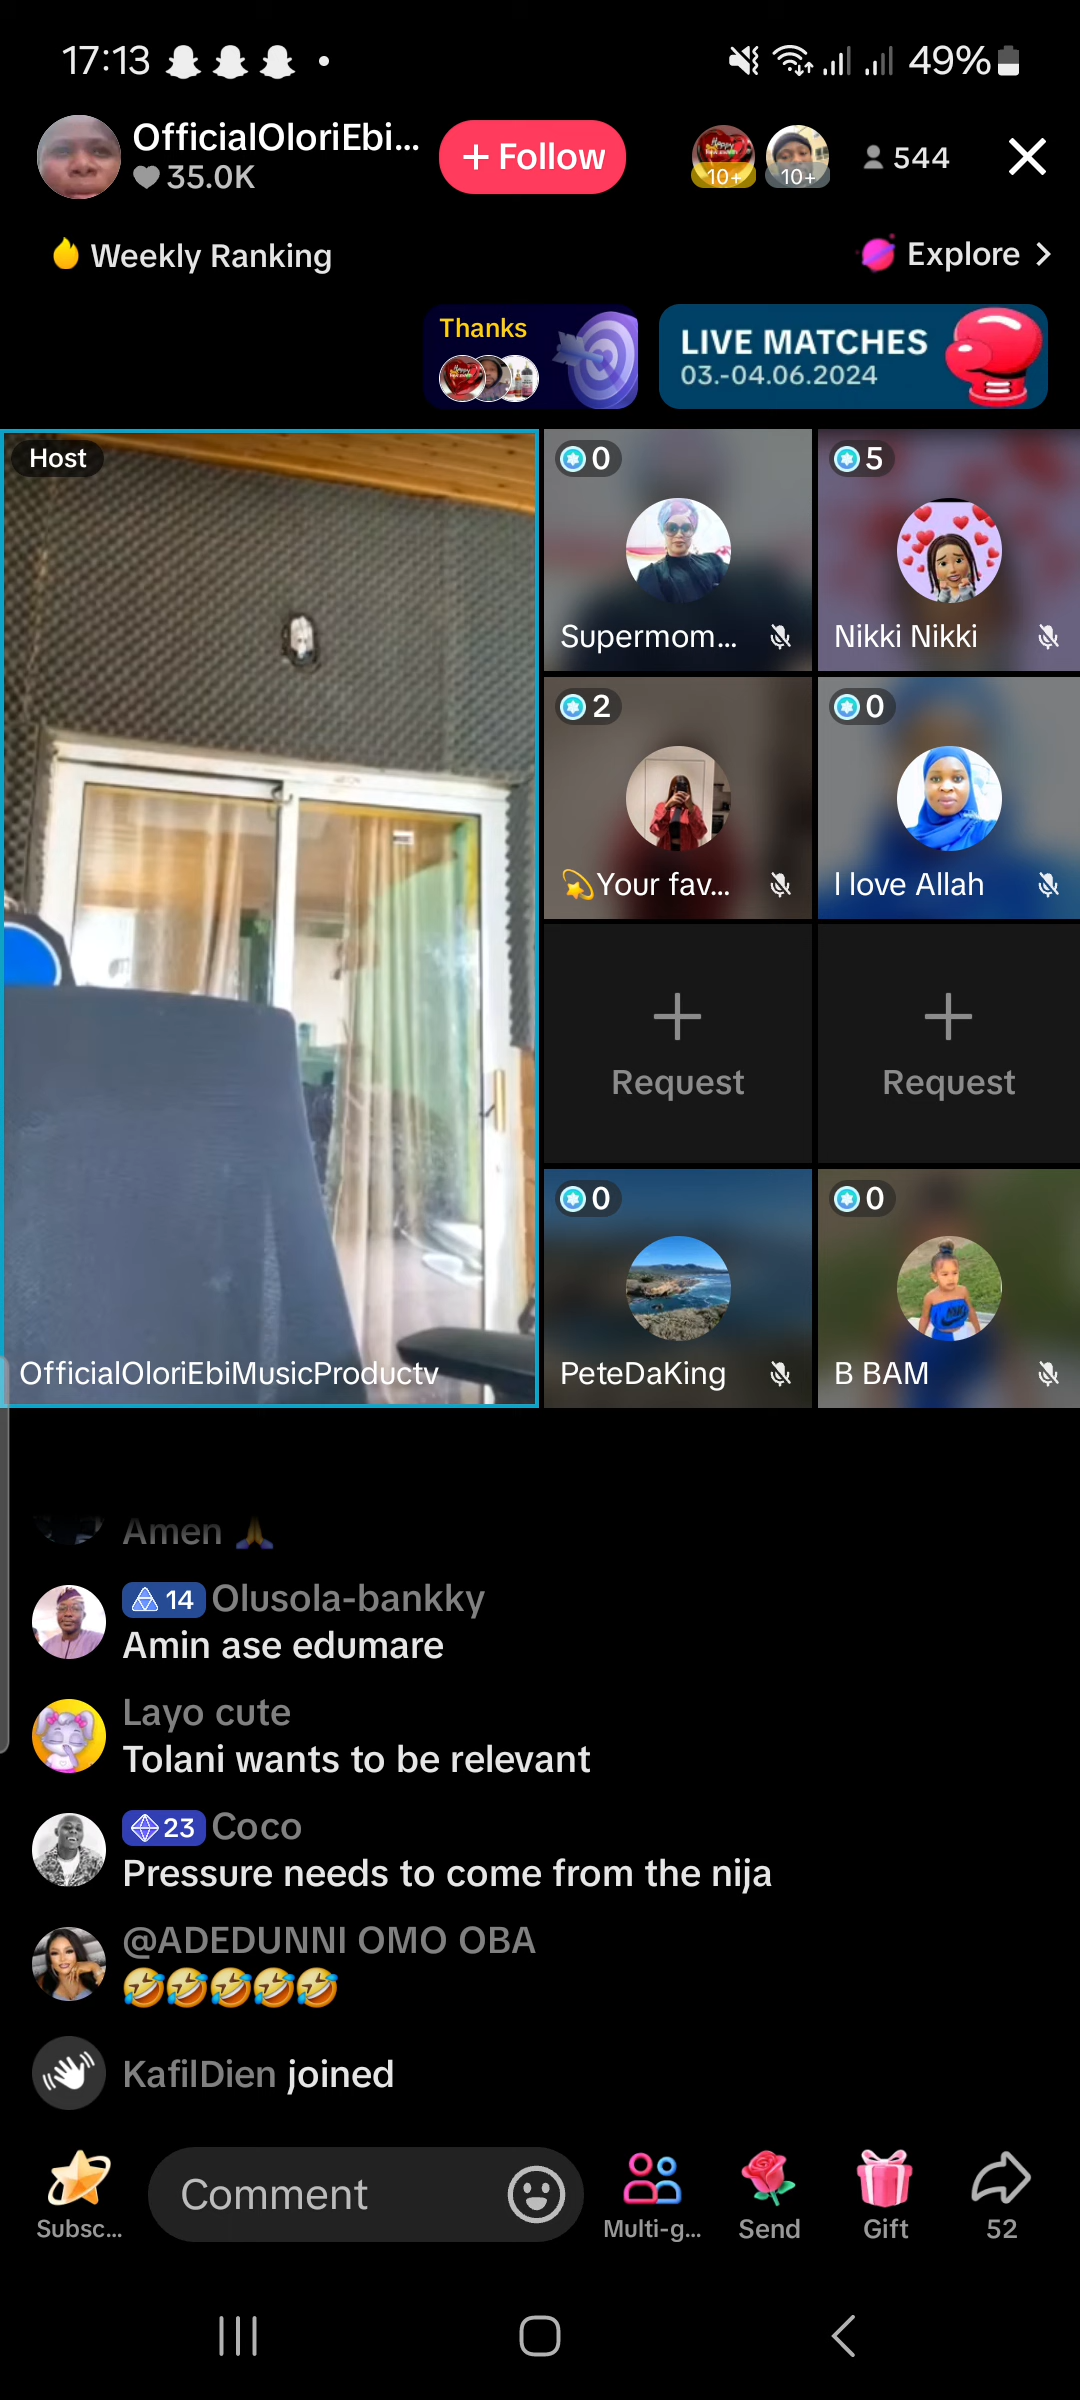 17:13
49%
OfficialOloriEbi...
35.0K
+ Follow
10+
10+
544
Weekly Ranking
Explore
Thanks
LIVE MATCHES
03.-04.06.2024
Host
0
5
Supermom...
Nikki Nikki
2
0
💫Your fav...
I love Allah
Request
Request
0
0
OfficialOloriEbiMusicProductv
PeteDaKing
B BAM
Amen 🙏
14 Olusola-bankky
Amin ase edumare
Layo cute
Tolani wants to be relevant
23 Coco
Pressure needs to come from the nija
@ADEDUNNI OMO OBA
🤣🤣🤣🤣🤣
KafilDien joined
Comment
Subsc...
Multi-g...
Send
Gift
52